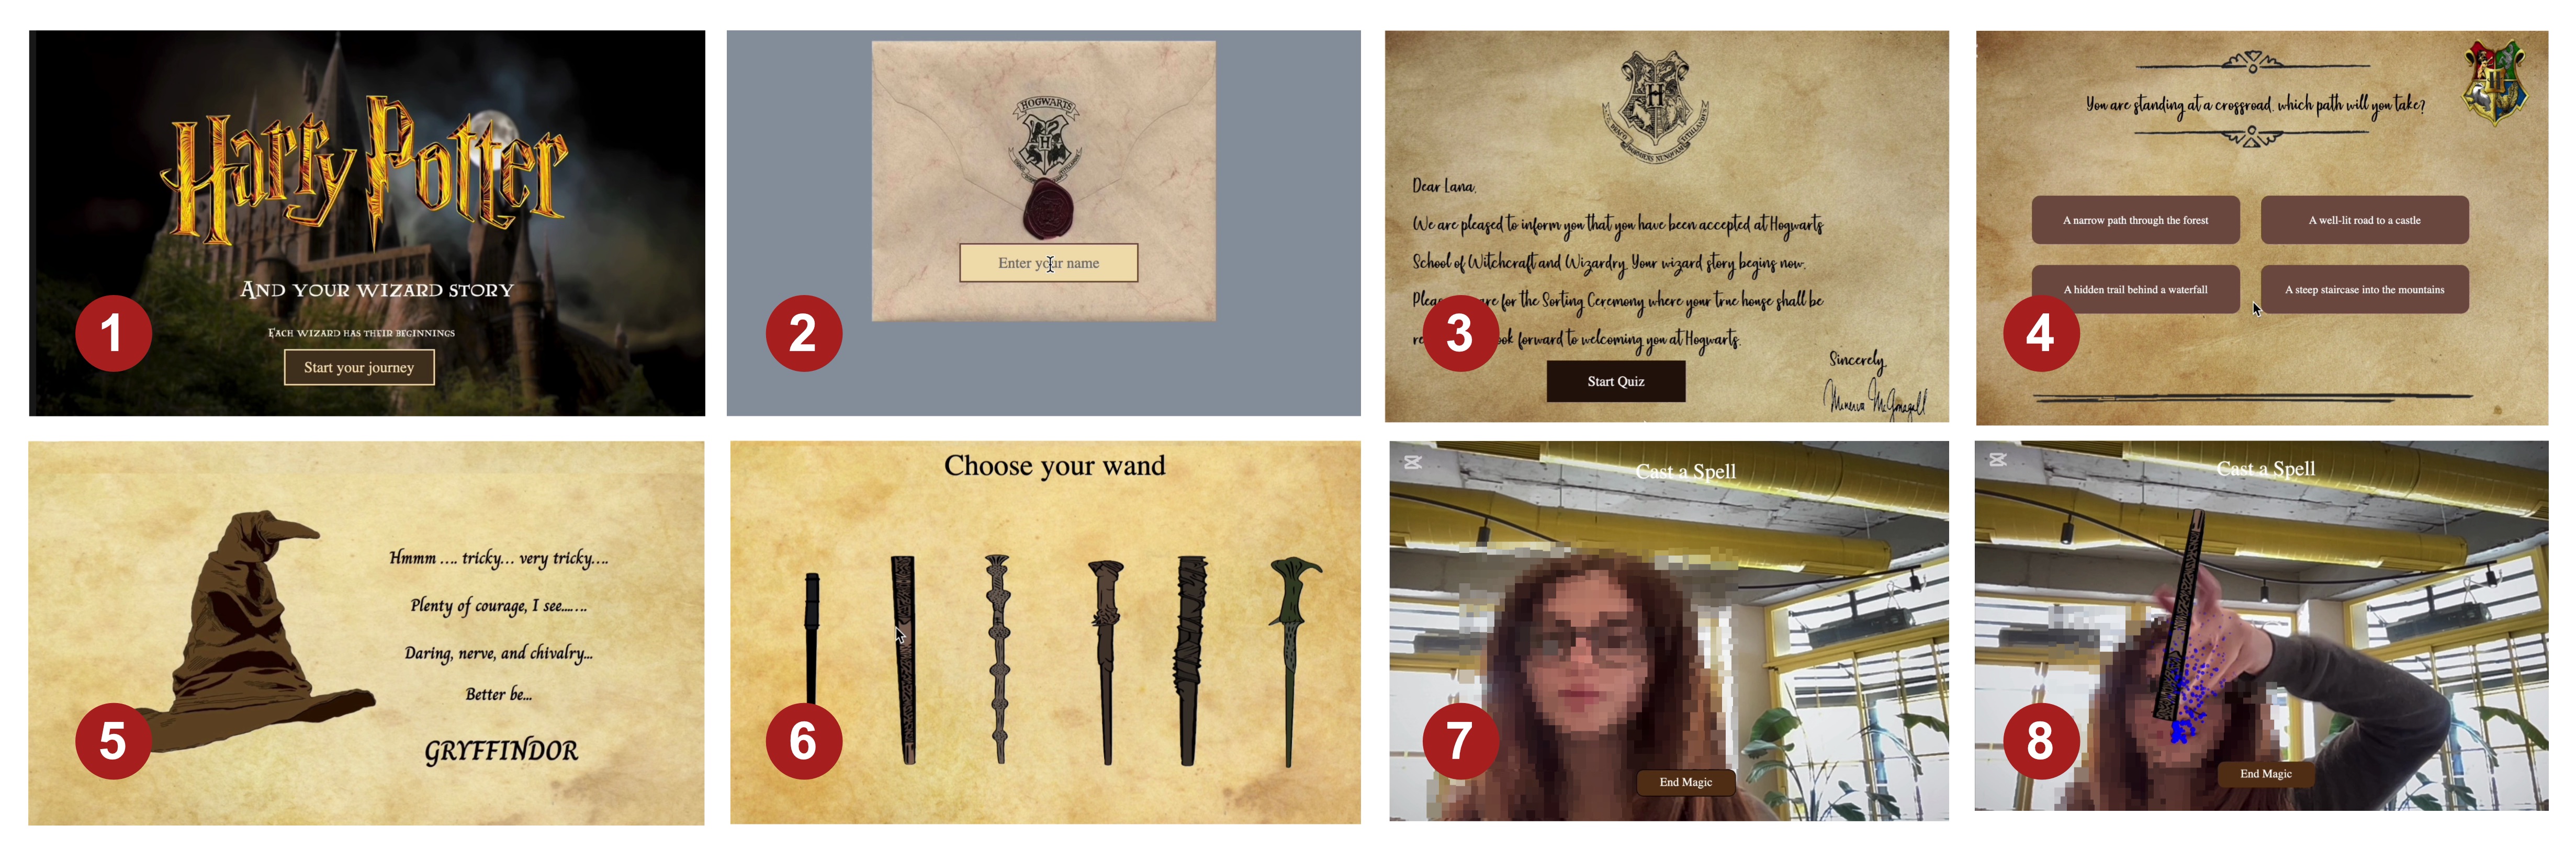 Harry Potter
AND YOUR WIZARD STORY
EACH WIZARD HAS THEIR BEGINNINGS
Start your journey
1
HOGWARTS
H
Enter your name
2
H
DORMIENS NUNQUAM
Dear Lana,
We are pleased to inform you that you have been accepted at Hogwarts
School of Witchcraft and Wizardry. Your wizard story begins now.
for the Sorting Ceremony where your true house shall be
forward to welcoming you at Hogwarts.
Sincerely,
Minerva McGonagall
Start Quiz
3
You are standing at a crossroad, which path will you take?
A narrow path through the forest
A well-lit road to a castle
A hidden trail behind a waterfall
A steep staircase into the mountains
4
Hmmm .... tricky... very tricky....
Plenty of courage, I see......
Daring, nerve, and chivalry...
Better be...
GRYFFINDOR
5
Choose your wand
6
Cast a Spell
End Magic
7
Cast a Spell
End Magic
8